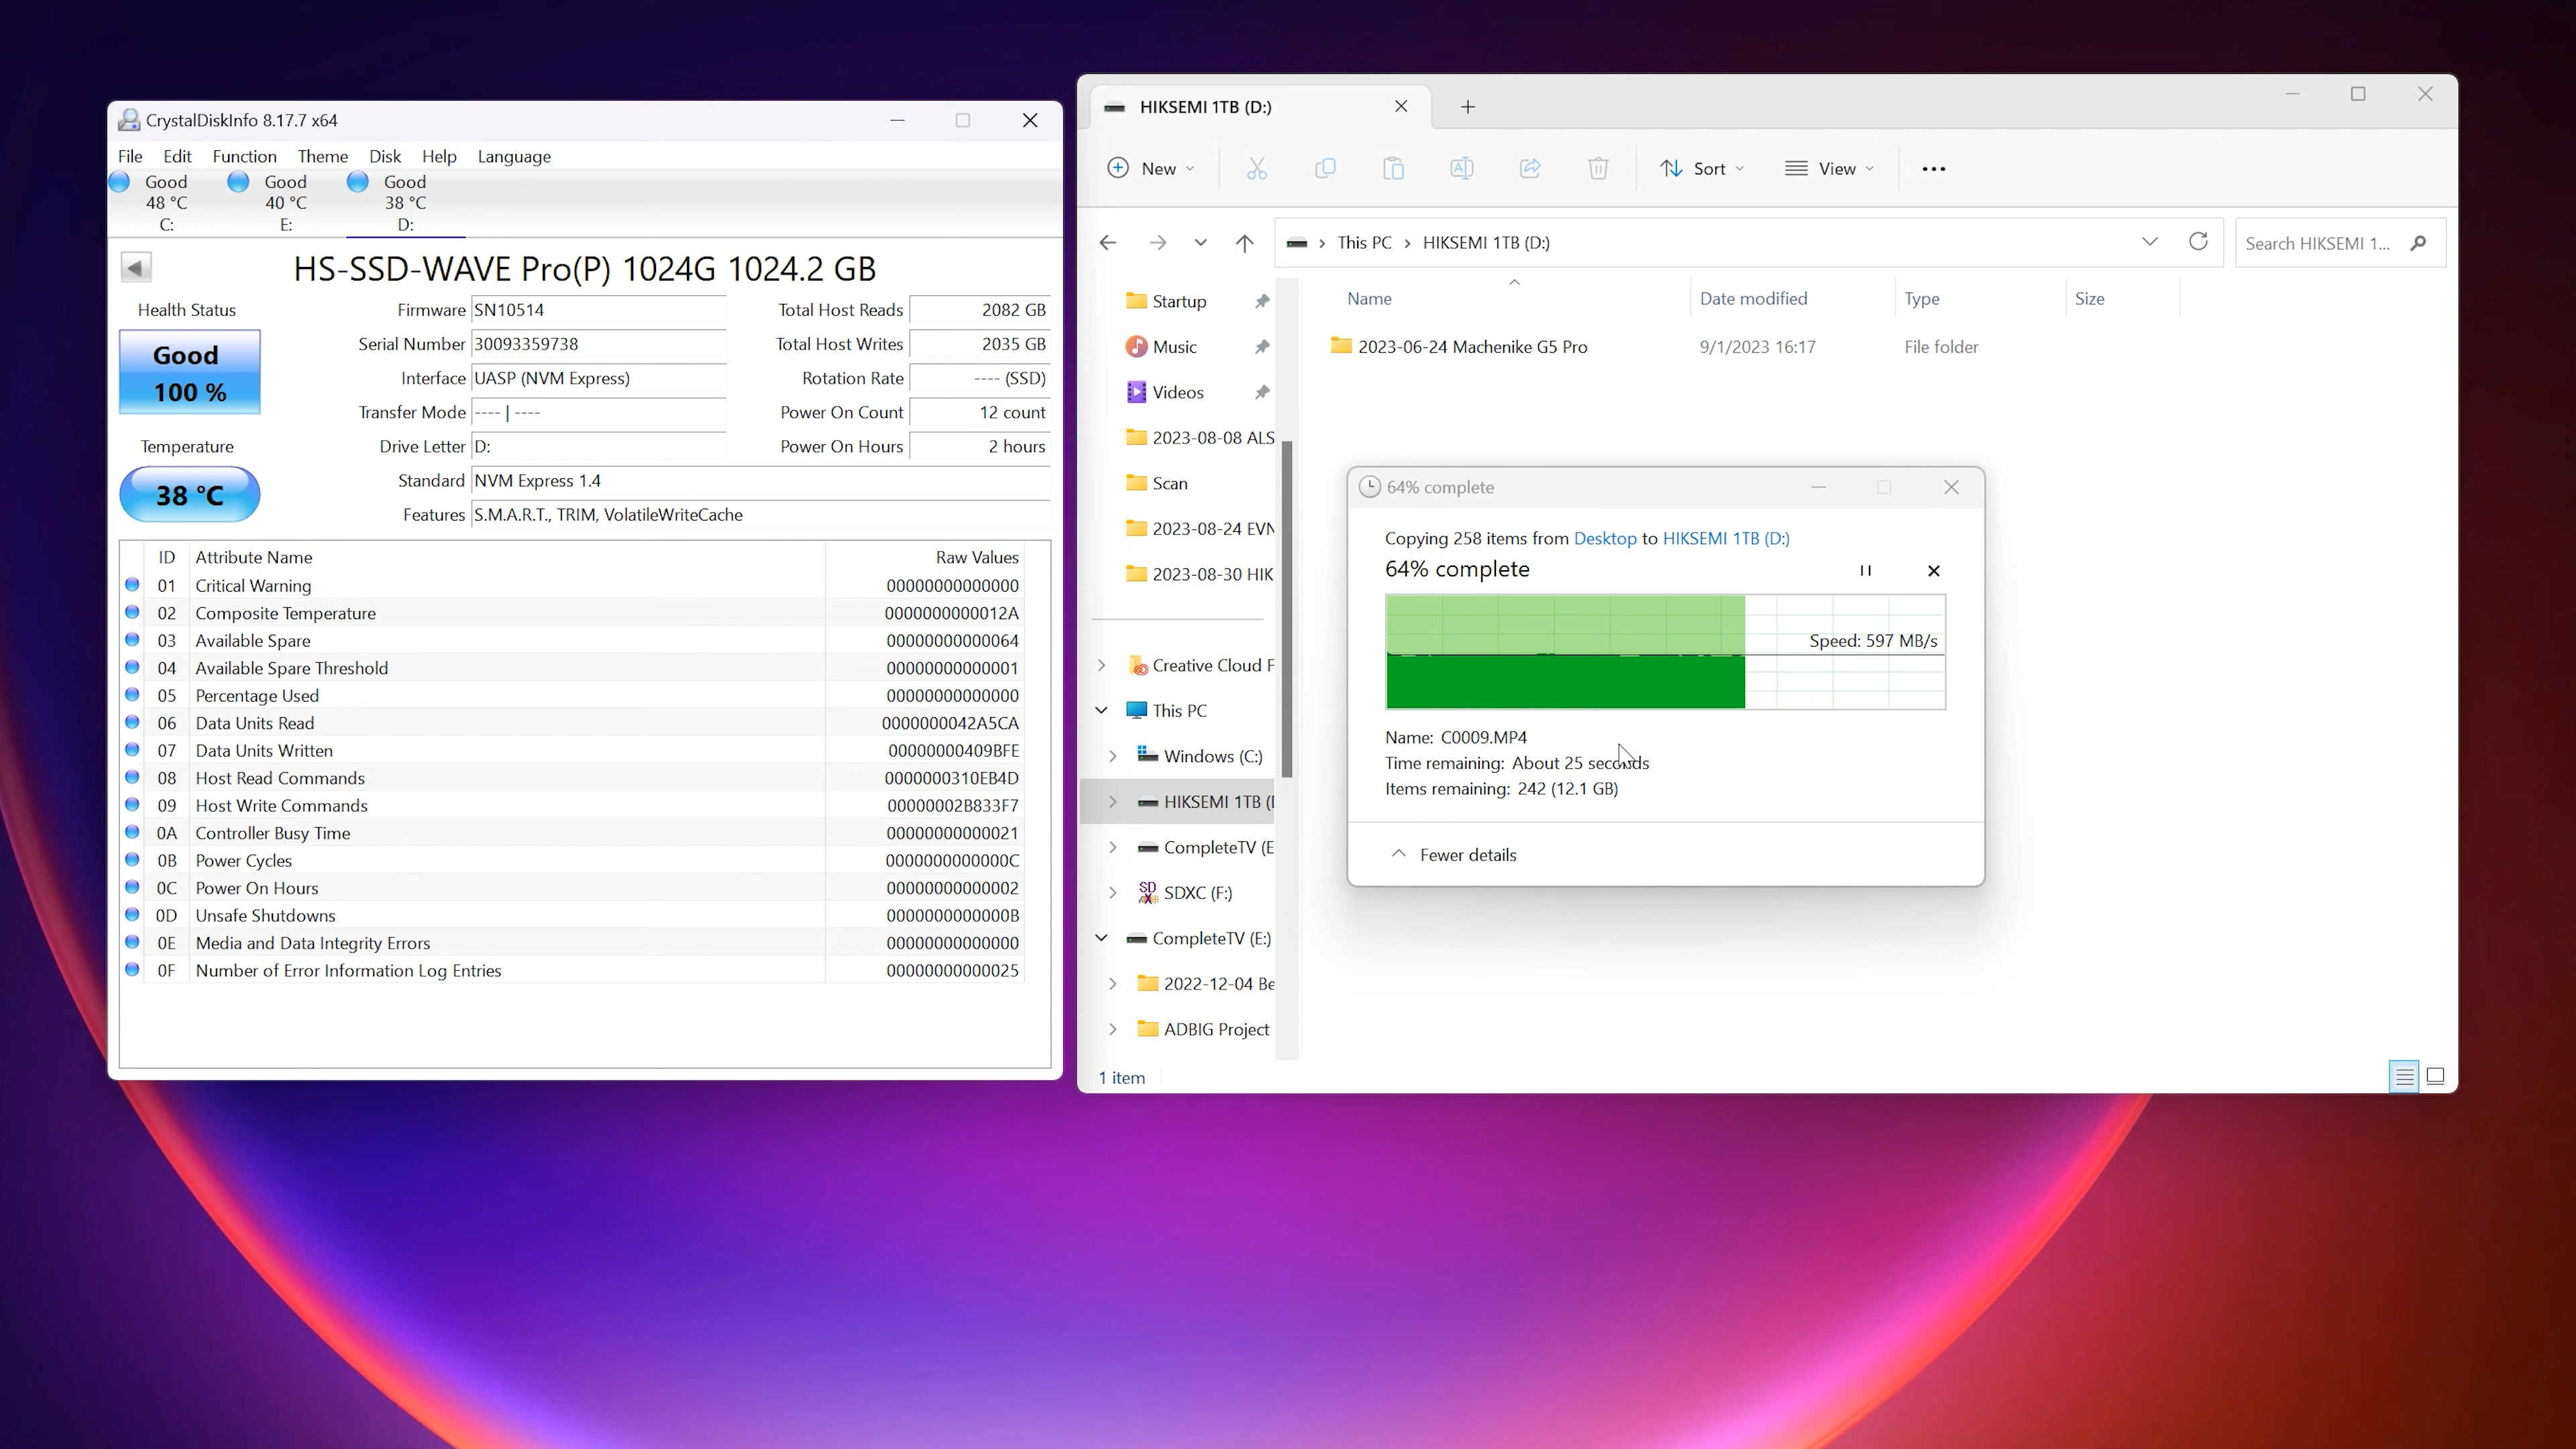 CrystalDiskInfo 8.17.7 x64
File Edit Function Theme Disk Help Language
Good Good Good
48 °C 40 °C 38 °C
C: E: D:
HS-SSD-WAVE Pro(P) 1024G 1024.2 GB
Health Status
Good
100 %
Temperature
38 °C
Firmware SN10514
Serial Number 30093359738
Interface UASP (NVM Express)
Transfer Mode ---- | ----
Drive Letter D:
Standard NVM Express 1.4
Features S.M.A.R.T., TRIM, VolatileWriteCache
Total Host Reads 2082 GB
Total Host Writes 2035 GB
Rotation Rate ---- (SSD)
Power On Count 12 count
Power On Hours 2 hours
ID Attribute Name Raw Values
01 Critical Warning 00000000000000
02 Composite Temperature 0000000000012A
03 Available Spare 00000000000064
04 Available Spare Threshold 00000000000001
05 Percentage Used 00000000000000
06 Data Units Read 0000000042A5CA
07 Data Units Written 00000000409BFE
08 Host Read Commands 0000000310EB4D
09 Host Write Commands 00000002B833F7
0A Controller Busy Time 00000000000021
0B Power Cycles 0000000000000C
0C Power On Hours 00000000000002
0D Unsafe Shutdowns 0000000000000B
0E Media and Data Integrity Errors 00000000000000
0F Number of Error Information Log Entries 00000000000025
HIKSEMI 1TB (D:)
New Sort View
This PC > HIKSEMI 1TB (D:)
Search HIKSEMI 1...
Startup
Music
Videos
2023-08-08 ALS
Scan
2023-08-24 EVN
2023-08-30 HIK
Creative Cloud F
This PC
Windows (C:)
HIKSEMI 1TB (D
CompleteTV (E
SDXC (F:)
CompleteTV (E:)
2022-12-04 Be
ADBIG Project
1 item
Name Date modified Type Size
2023-06-24 Machenike G5 Pro 9/1/2023 16:17 File folder
64% complete
Copying 258 items from Desktop to HIKSEMI 1TB (D:)
64% complete
Speed: 597 MB/s
Name: C0009.MP4
Time remaining: About 25 seconds
Items remaining: 242 (12.1 GB)
Fewer details